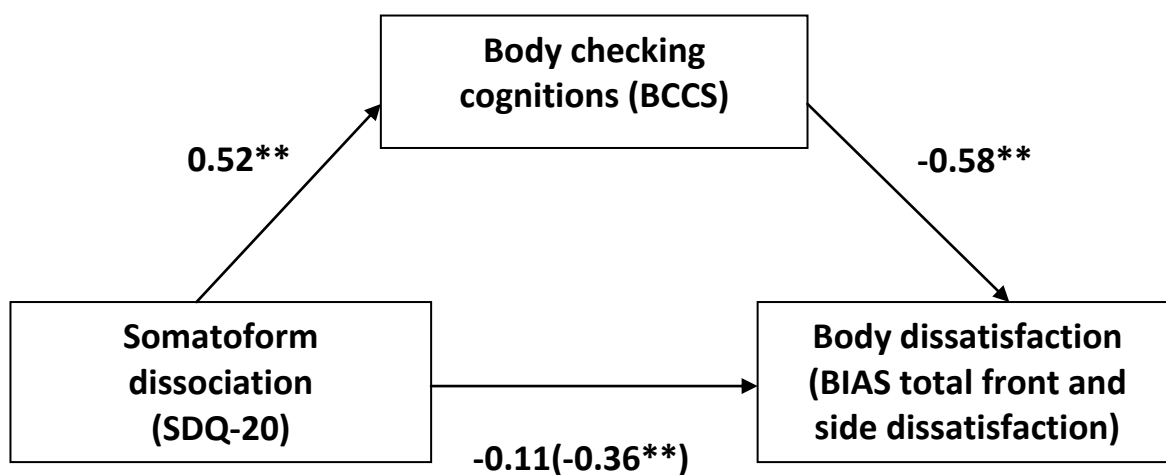 Body checking
cognitions (BCCS)
0.52**
-0.58**
Somatoform
dissociation
(SDQ-20)
Body dissatisfaction
(BIAS total front and
side dissatisfaction)
-0.11(-0.36**)